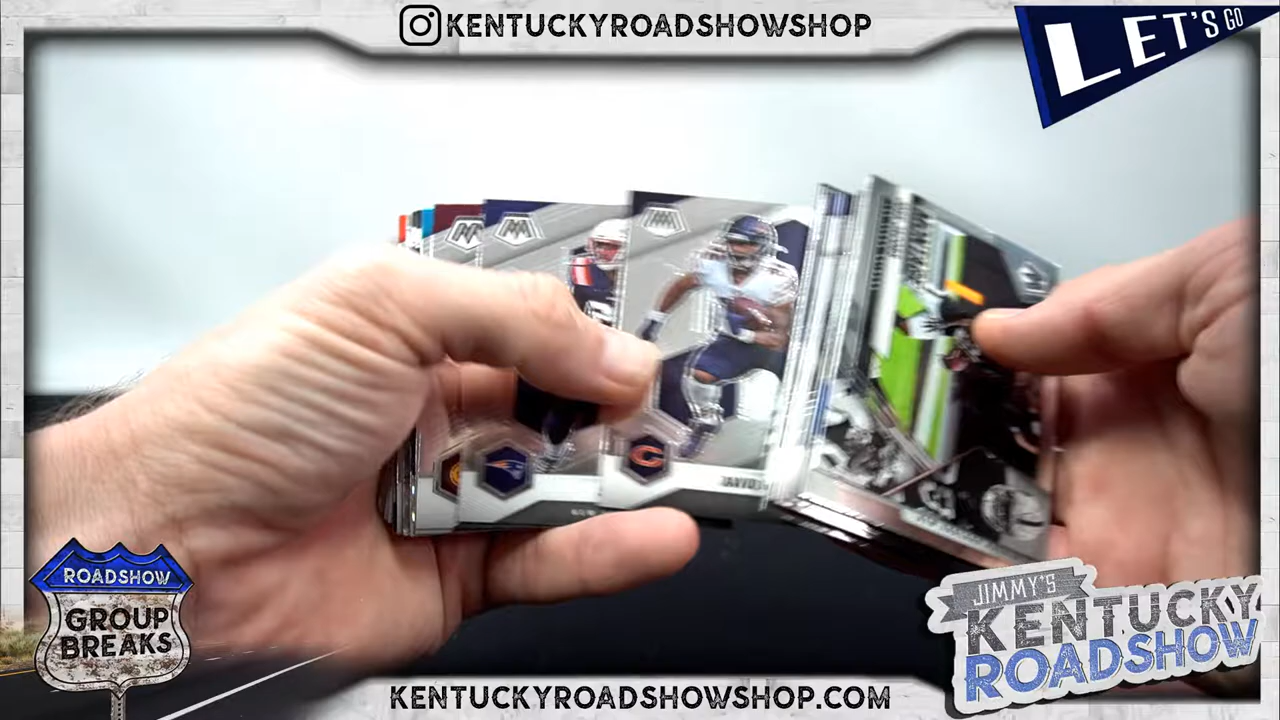 KENTUCKYROADSHOWSHOP
LET'S GO
ROADSHOW
GROUP
BREAKS
JIMMY'S
KENTUCKY
ROADSHOW
KENTUCKYROADSHOWSHOP.COM